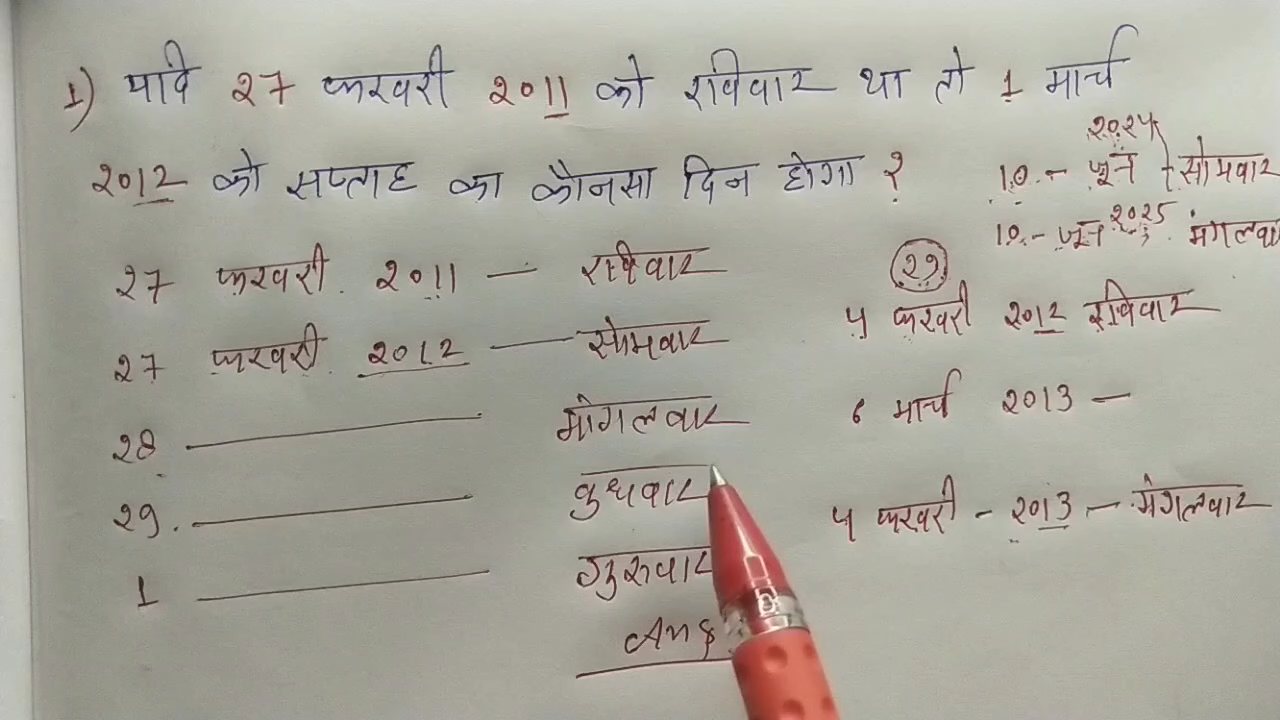 1) यदि 27 फरवरी 2011 को रविवार था तो 1 मार्च
2012 को सप्ताह का कौनसा दिन होगा ?
27 फरवरी 2011 — रविवार
27 फरवरी 2012 — सोमवार
28 — मंगलवार
29. — बुधवार
1 — गुरुवार
Ans
10 - जून 2024 - सोमवार
10 - जून 2025 मंगलवा
29
5 फरवरी 2012 रविवार
6 मार्च 2013 —
5 फरवरी - 2013 - मंगलवार